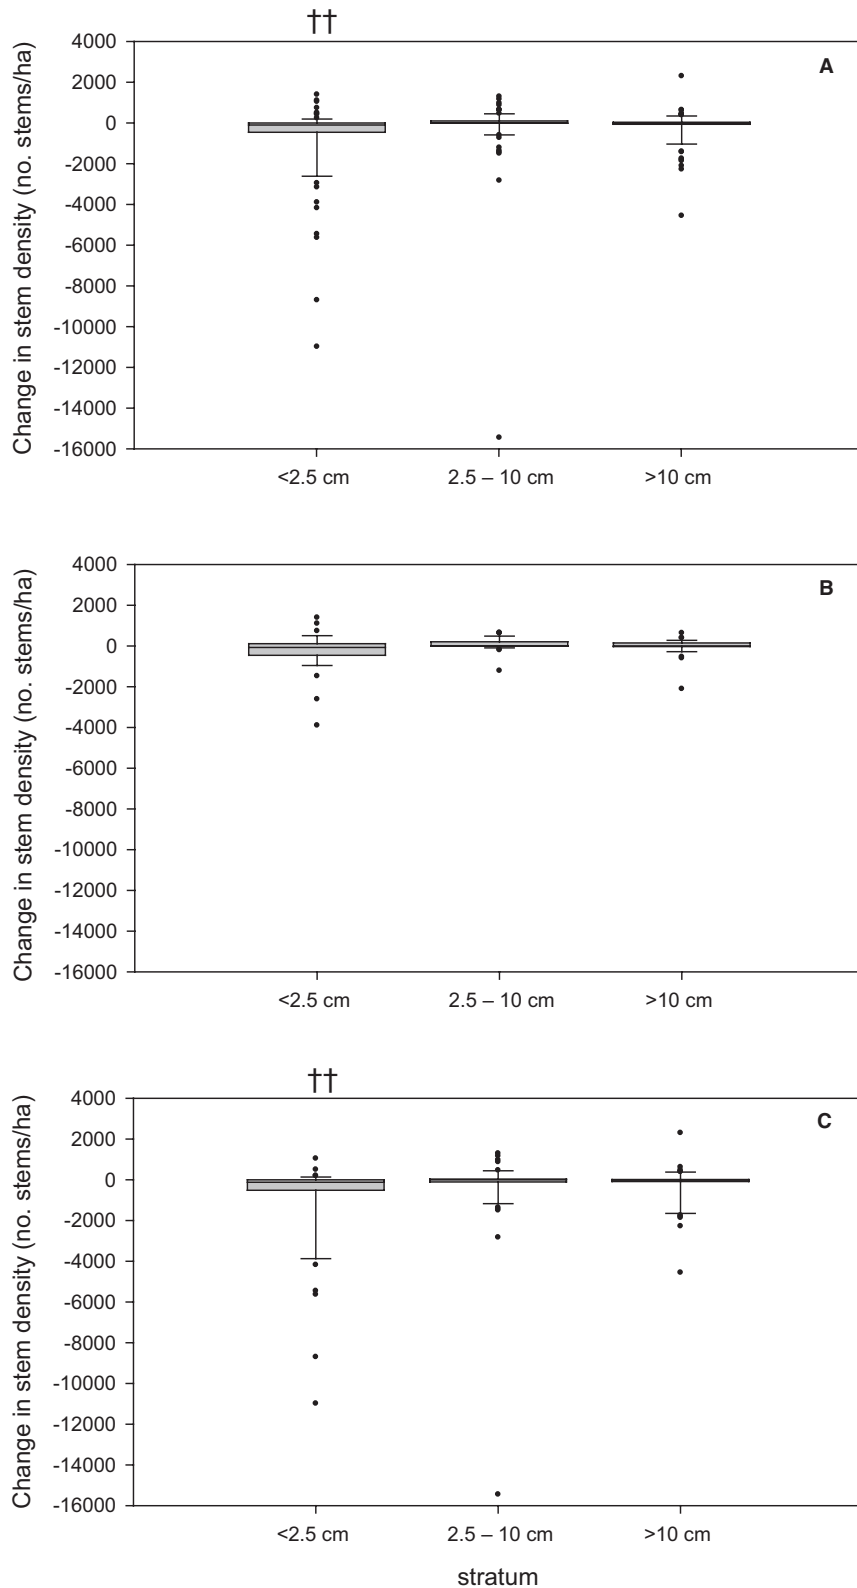 ††
4000
2000
0
-2000
-4000
-6000
-8000
-10000
-12000
-14000
-16000
Change in stem density (no. stems/ha)
A
<2.5 cm
2.5 – 10 cm
>10 cm
4000
2000
0
-2000
-4000
-6000
-8000
-10000
-12000
-14000
-16000
Change in stem density (no. stems/ha)
B
<2.5 cm
2.5 – 10 cm
>10 cm
††
4000
2000
0
-2000
-4000
-6000
-8000
-10000
-12000
-14000
-16000
Change in stem density (no. stems/ha)
C
<2.5 cm
2.5 – 10 cm
>10 cm
stratum